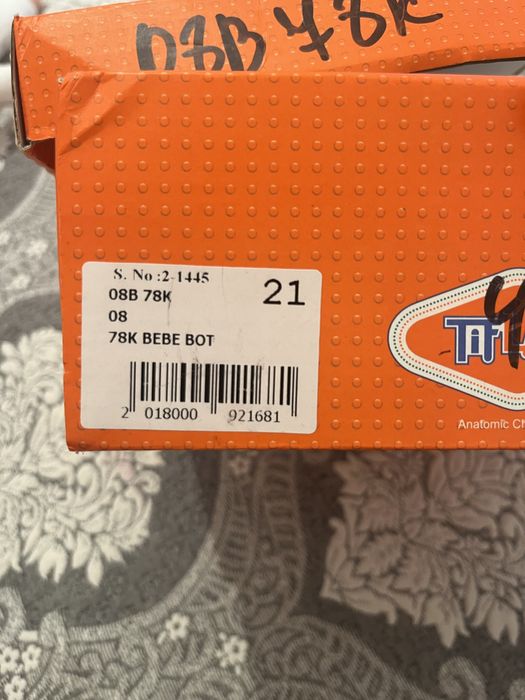 08B 78K
S. No :2-1445
08B 78K
21
08
78K BEBE BOT
2 018000 921681
Anatomic